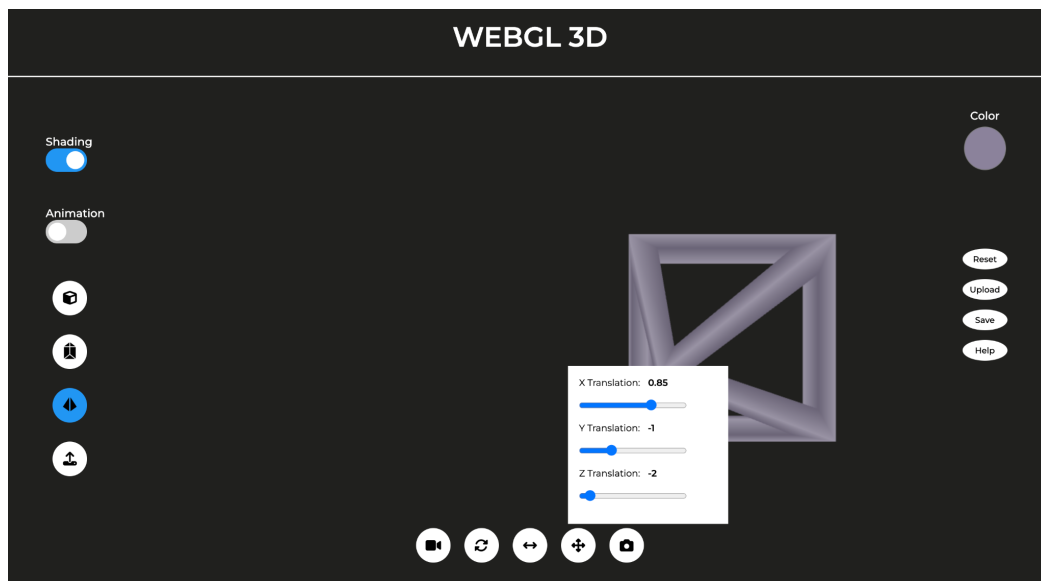 WEBGL 3D
Shading
Color
Animation
Reset
Upload
Save
Help
X Translation: 0.85
Y Translation: -1
Z Translation: -2